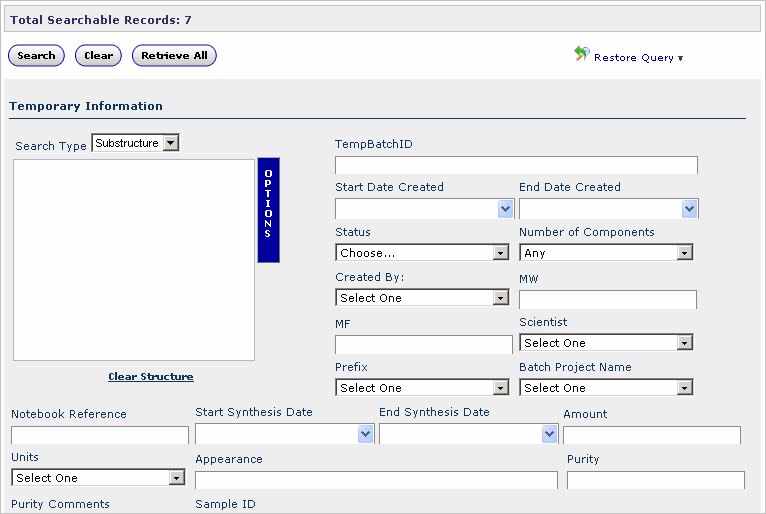 Total Searchable Records: 7
Search Clear Retrieve All Restore Query
Temporary Information
Search Type Substructure
OPTIONS
Clear Structure
TempBatchID
Start Date Created End Date Created
Status Number of Components
Choose... Any
Created By: MW
Select One
MF Scientist
Select One
Prefix Batch Project Name
Select One Select One
Notebook Reference Start Synthesis Date End Synthesis Date Amount
Units Appearance Purity
Select One
Purity Comments Sample ID